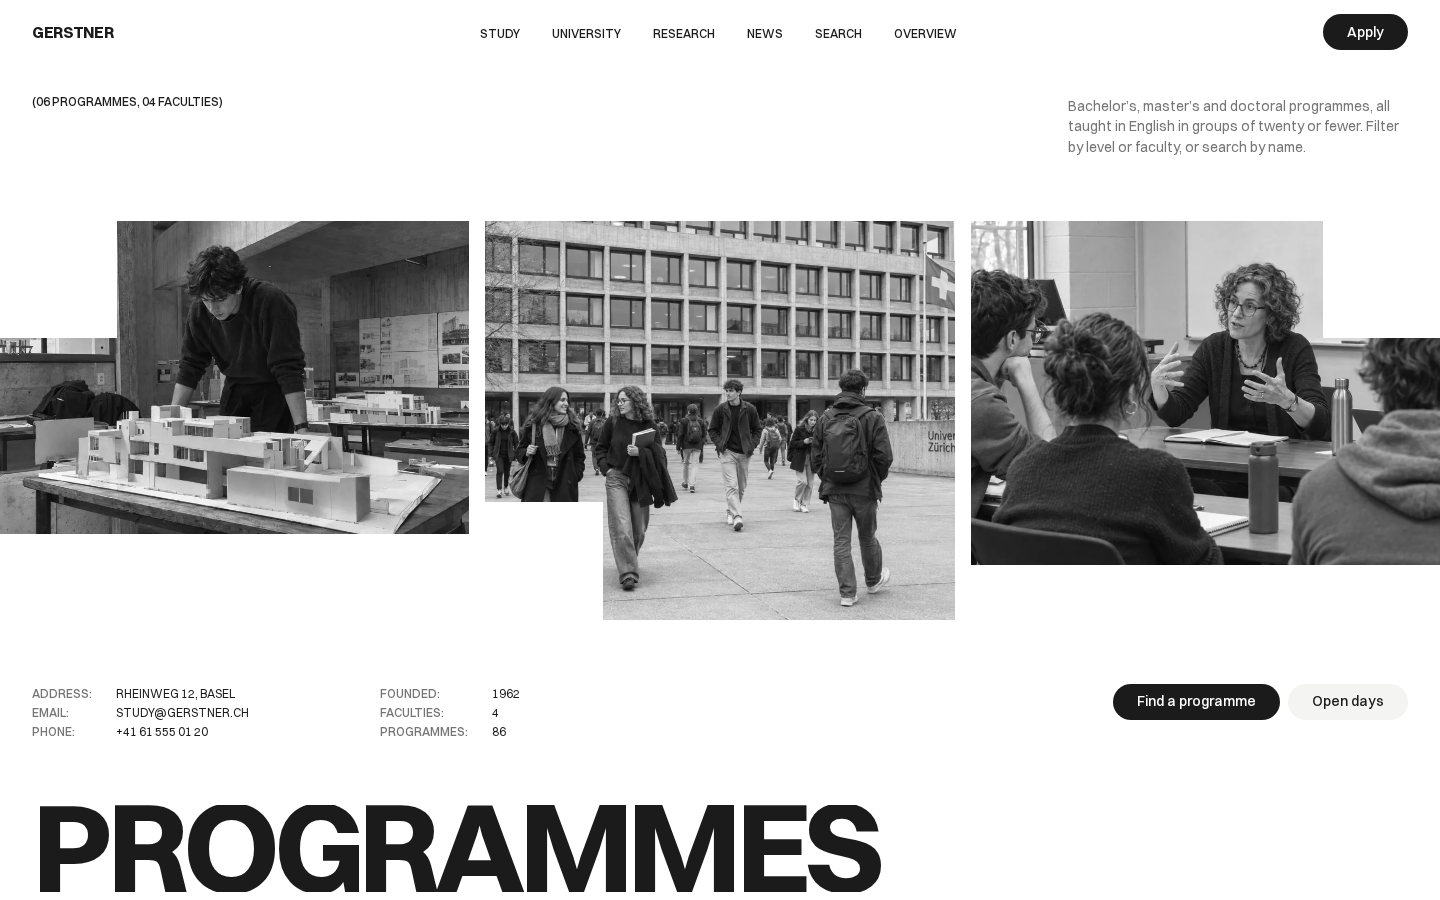 GERSTNER
STUDY UNIVERSITY RESEARCH NEWS SEARCH OVERVIEW
Apply
(06 PROGRAMMES, 04 FACULTIES)
Bachelor's, master's and doctoral programmes, all
taught in English in groups of twenty or fewer. Filter
by level or faculty, or search by name.
Univer
Zürich
ADDRESS: RHEINWEG 12, BASEL
EMAIL: STUDY@GERSTNER.CH
PHONE: +41 61 555 01 20
FOUNDED: 1962
FACULTIES: 4
PROGRAMMES: 86
Find a programme
Open days
PROGRAMMES